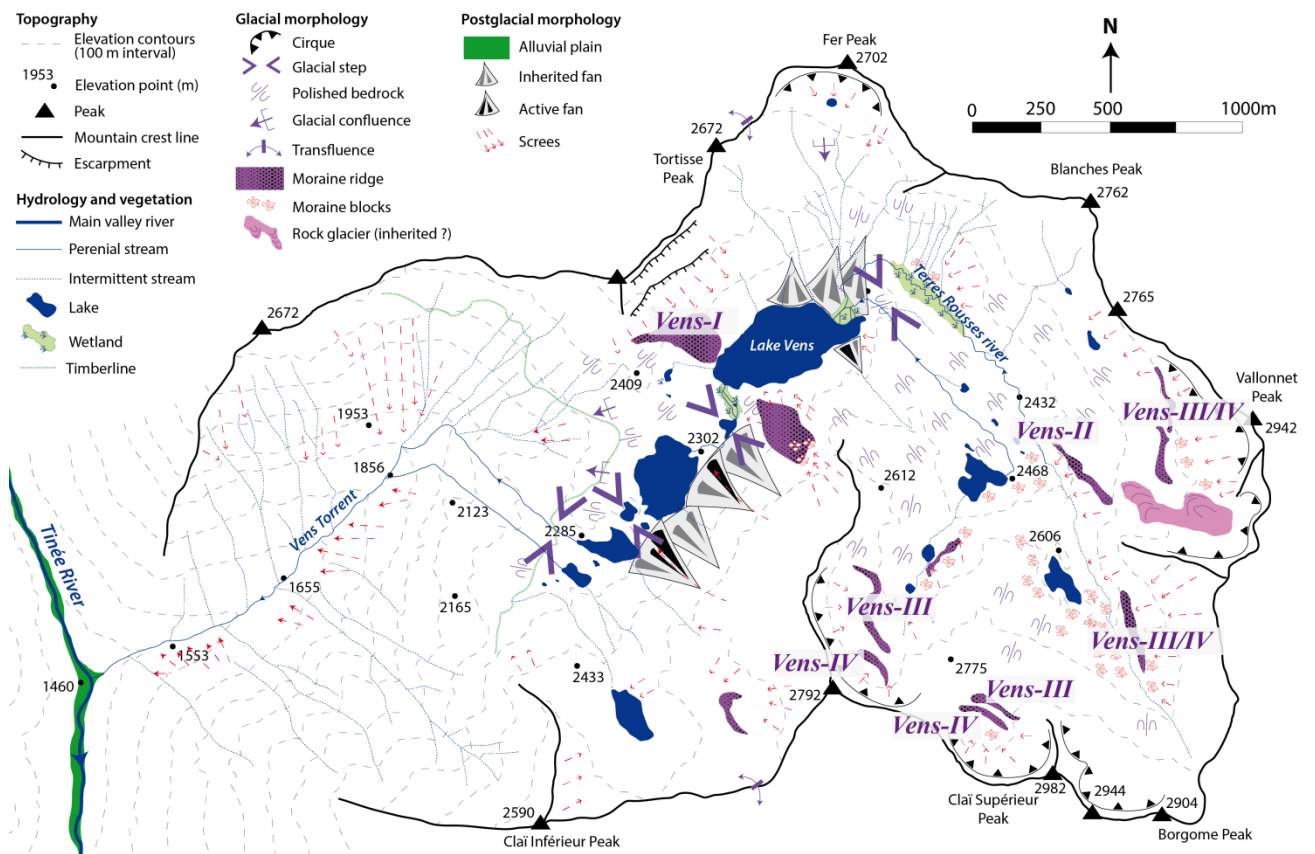 Topography
Elevation contours
(100 m interval)
1953
Elevation point (m)
Peak
Mountain crest line
Escarpment
Hydrology and vegetation
Main valley river
Perenial stream
Intermittent stream
Lake
Wetland
Timberline
Glacial morphology
Cirque
Glacial step
Polished bedrock
Glacial confluence
Transfluence
Moraine ridge
Moraine blocks
Rock glacier (inherited ?)
Postglacial morphology
Alluvial plain
Inherited fan
Active fan
Screes
N
0
250
500
1000m
Fer Peak
2702
2672
Tortisse
Peak
Blanches Peak
2762
2765
Vallonnet
Peak
2942
2672
Vens-I
Lake Vens
Terres Rousses river
2409
1953
2432
Vens-III/IV
Vens-II
2302
1856
2468
2612
2123
2285
2606
Vens Torrent
Tinée River
1655
2165
Vens-III
Vens-III/IV
1553
1460
2433
Vens-IV
2792
2775
Vens-III
Vens-IV
2590
Claï Inférieur Peak
2982
Claï Supérieur
Peak
2944
2904
Borgome Peak